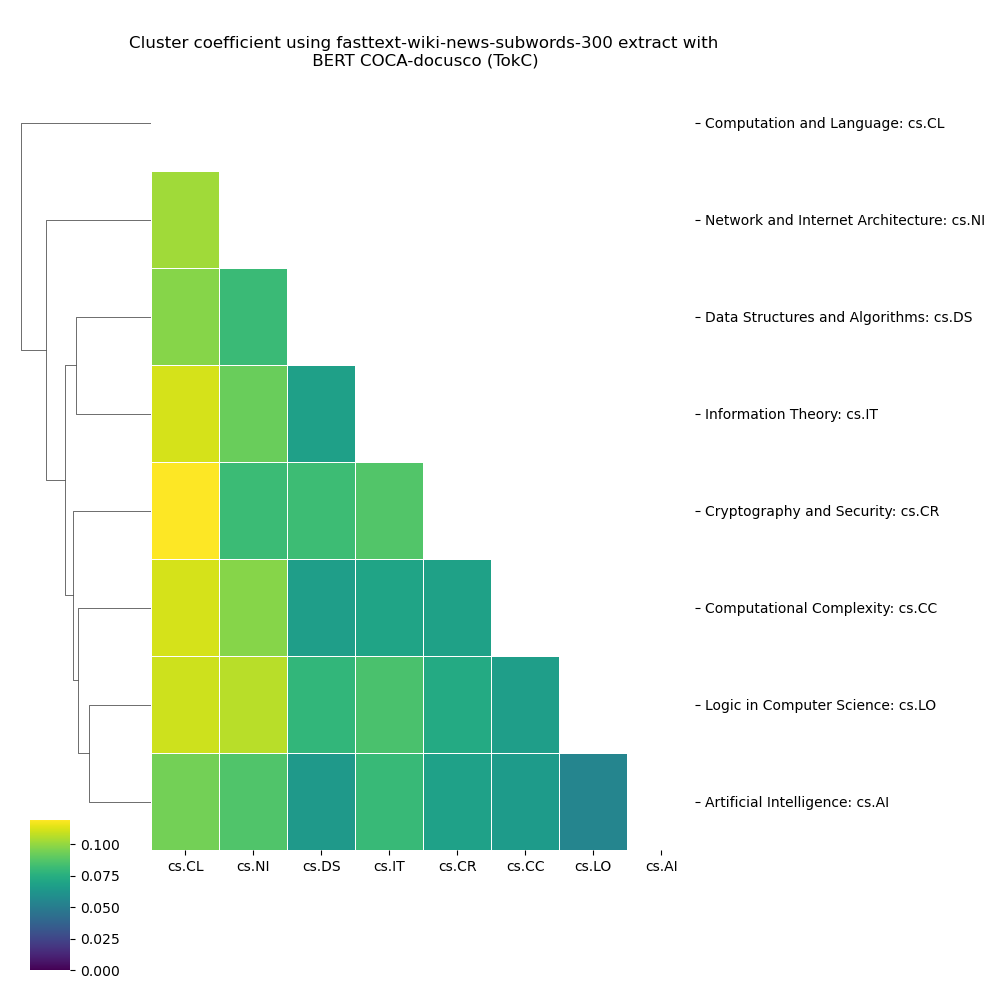 Cluster coefficient using fasttext-wiki-news-subwords-300 extract with
BERT COCA-docusco (TokC)
Computation and Language: cs.CL
Network and Internet Architecture: cs.NI
Data Structures and Algorithms: cs.DS
Information Theory: cs.IT
Cryptography and Security: cs.CR
Computational Complexity: cs.CC
Logic in Computer Science: cs.LO
Artificial Intelligence: cs.AI
cs.CL cs.NI cs.DS cs.IT cs.CR cs.CC cs.LO cs.AI
0.100
0.075
0.050
0.025
0.000